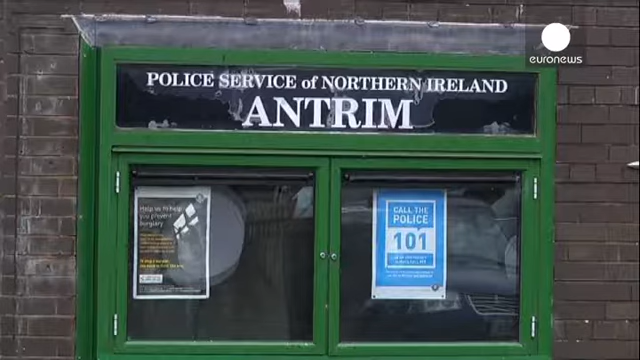 euronews
POLICE SERVICE of NORTHERN IRELAND
ANTRIM
Help us to help
you prevent
burglary
CALL THE
POLICE
101